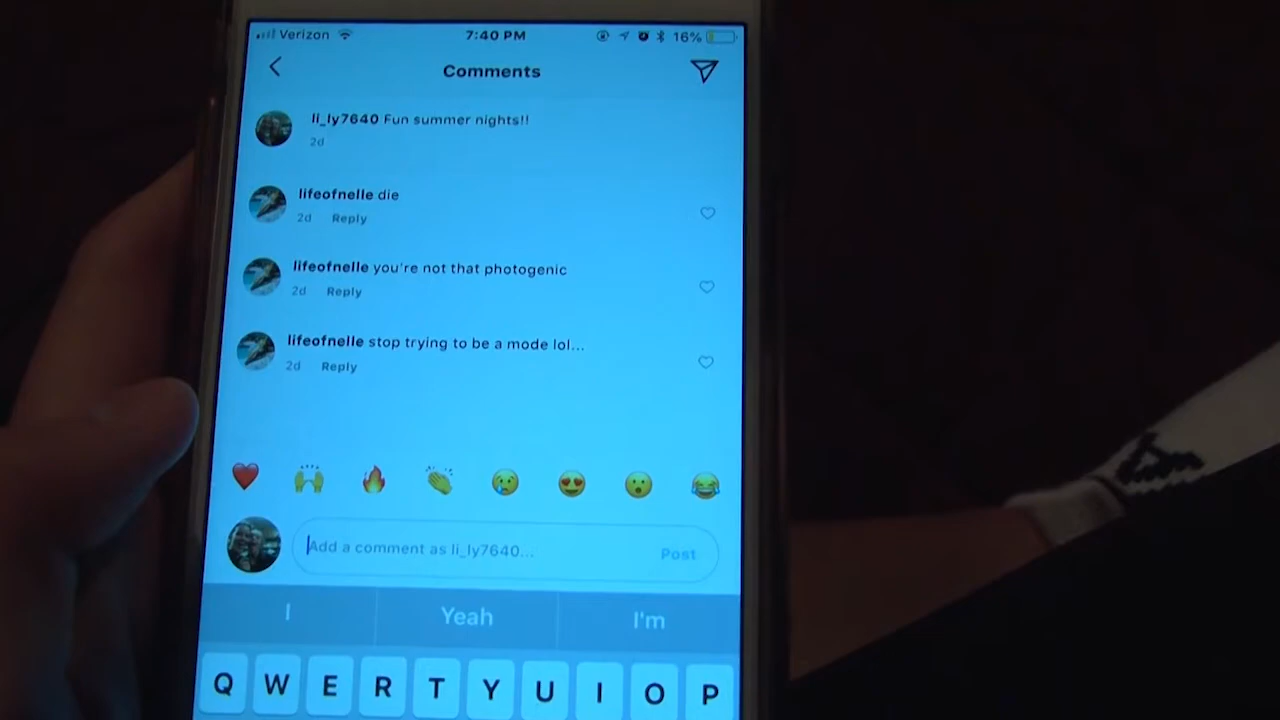 Verizon 7:40 PM 16%
Comments
li_ly7640 Fun summer nights!!
2d
lifeofnelle die
2d Reply
lifeofnelle you're not that photogenic
2d Reply
lifeofnelle stop trying to be a mode lol...
2d Reply
Add a comment as li_ly7640... Post
I Yeah I'm
Q W E R T Y U I O P